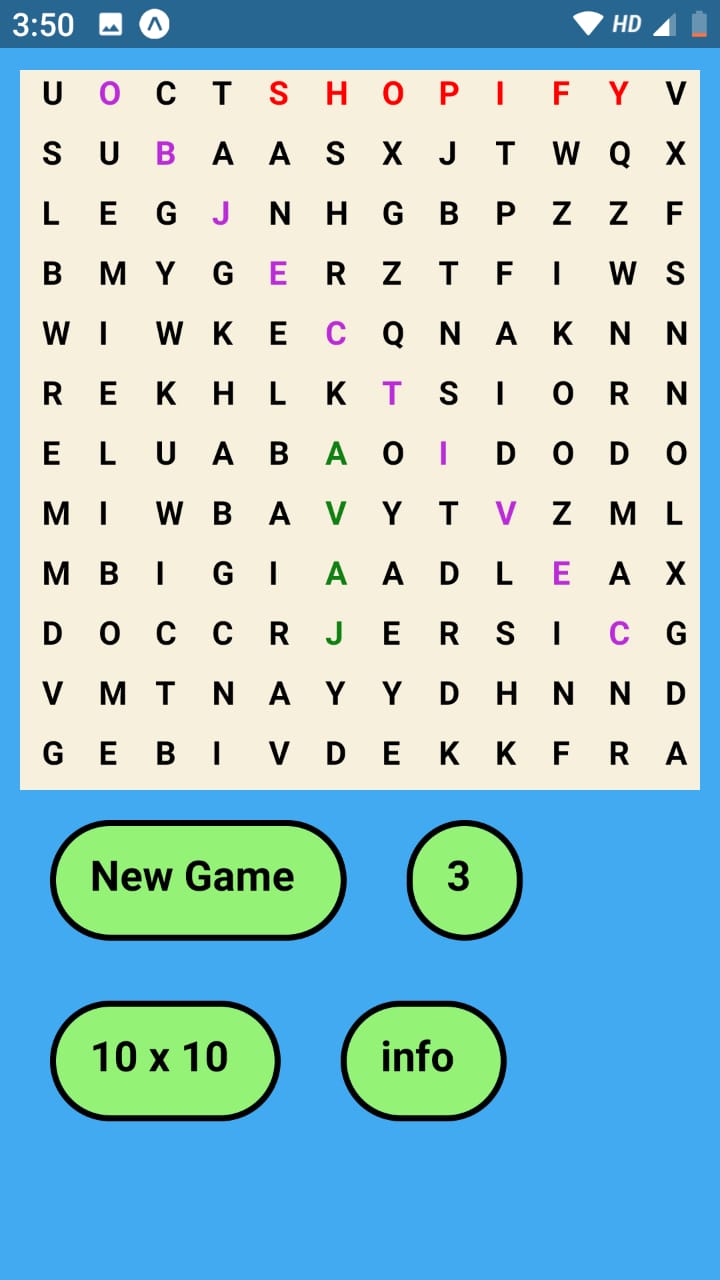 3:50 HD
U O C T S H O P I F Y V
S U B A A S X J T W Q X
L E G J N H G B P Z Z F
B M Y G E R Z T F I W S
W I W K E C Q N A K N N
R E K H L K T S I O R N
E L U A B A O I D O D O
M I W B A V Y T V Z M L
M B I G I A A D L E A X
D O C C R J E R S I C G
V M T N A Y Y D H N N D
G E B I V D E K K F R A
New Game 3
10 x 10 info